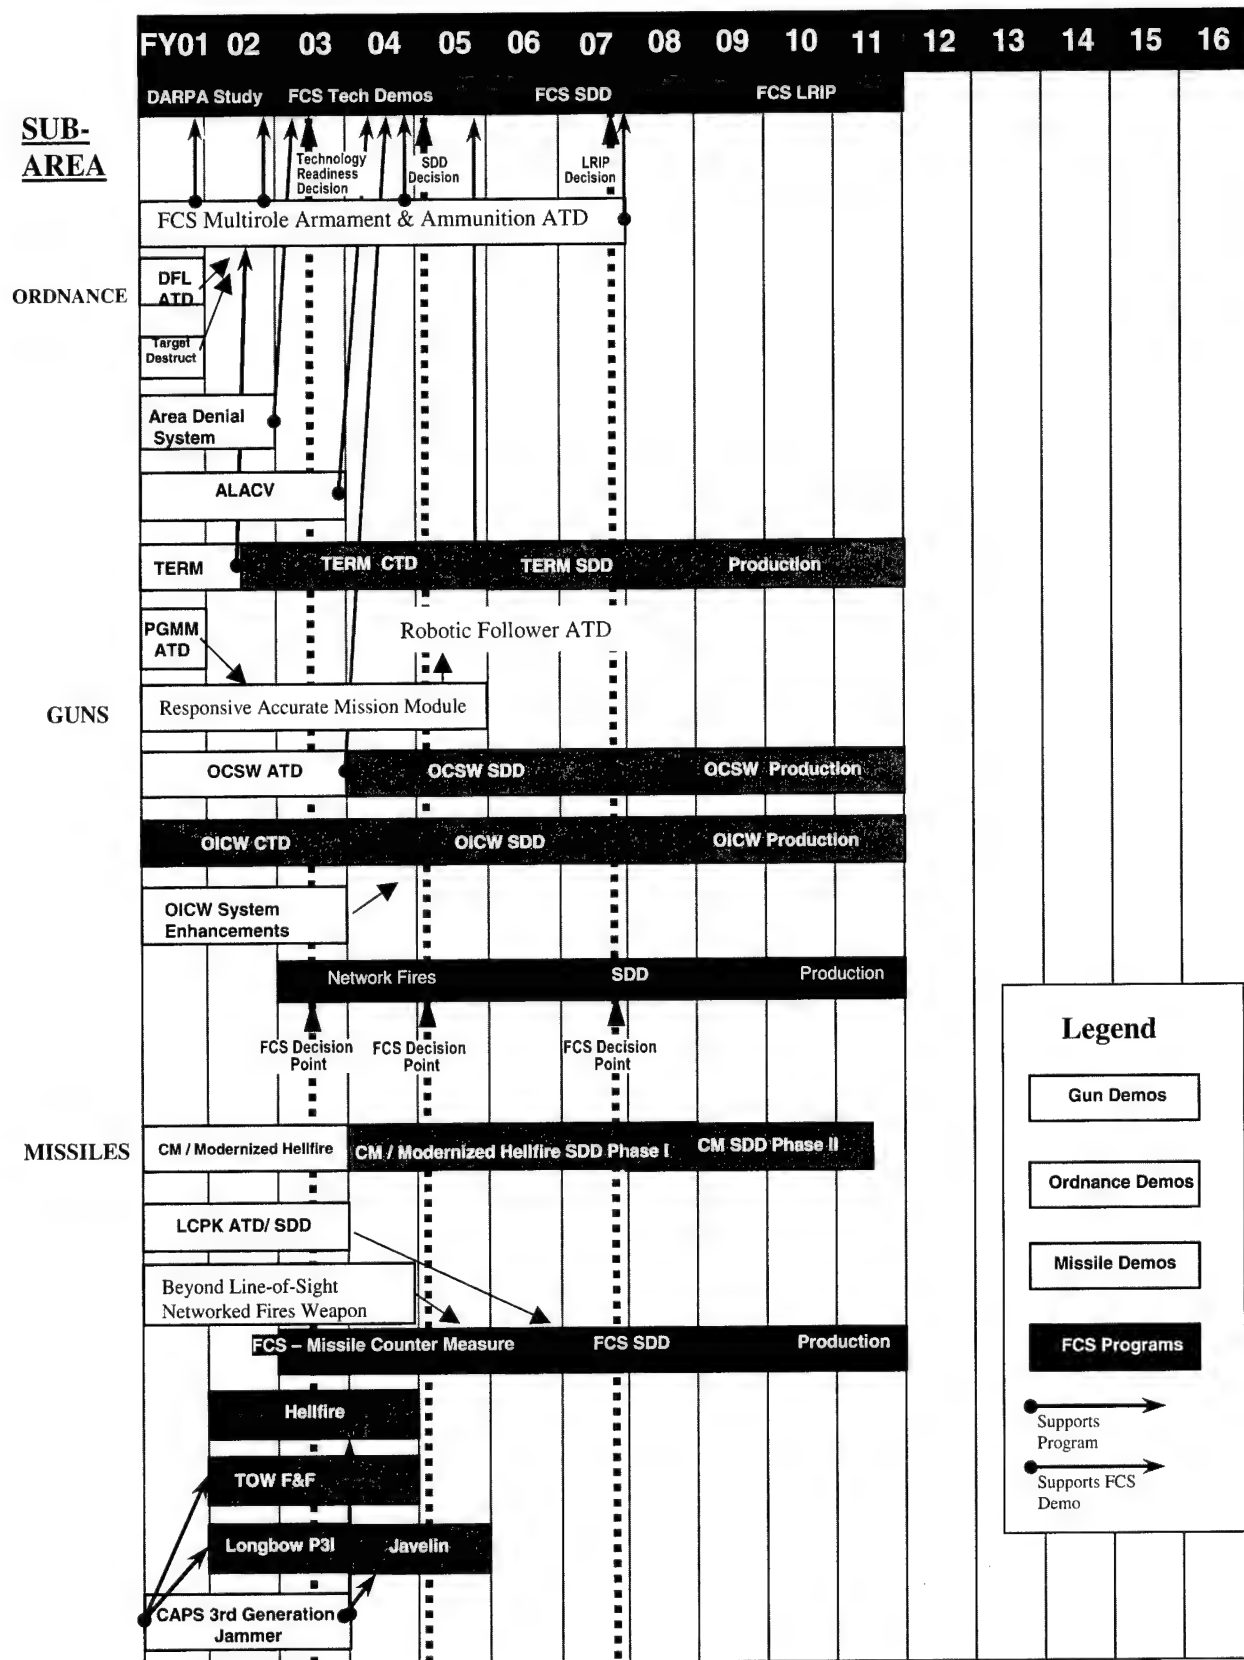 FY01 02 03 04 05 06 07 08 09 10 11 12 13 14 15 16
DARPA Study FCS Tech Demos FCS SDD FCS LRIP
SUB-
AREA
Technology
Readiness
Decision
SDD
Decision
LRIP
Decision
FCS Multirole Armament & Ammunition ATD
ORDNANCE
DFL
ATD
Target
Destruct
Area Denial
System
ALACV
TERM TERM CTD TERM SDD Production
PGMM
ATD
Robotic Follower ATD
GUNS
Responsive Accurate Mission Module
OCSW ATD OCSW SDD OCSW Production
OICW CTD OICW SDD OICW Production
OICW System
Enhancements
Network Fires SDD Production
FCS Decision
Point
FCS Decision
Point
FCS Decision
Point
MISSILES
CM / Modernized Hellfire CM / Modernized Hellfire SDD Phase I CM SDD Phase II
LCPK ATD/ SDD
Beyond Line-of-Sight
Networked Fires Weapon
FCS – Missile Counter Measure FCS SDD Production
Hellfire
TOW F&F
Longbow P3I Javelin
CAPS 3rd Generation
Jammer
Legend
Gun Demos
Ordnance Demos
Missile Demos
FCS Programs
Supports
Program
Supports FCS
Demo